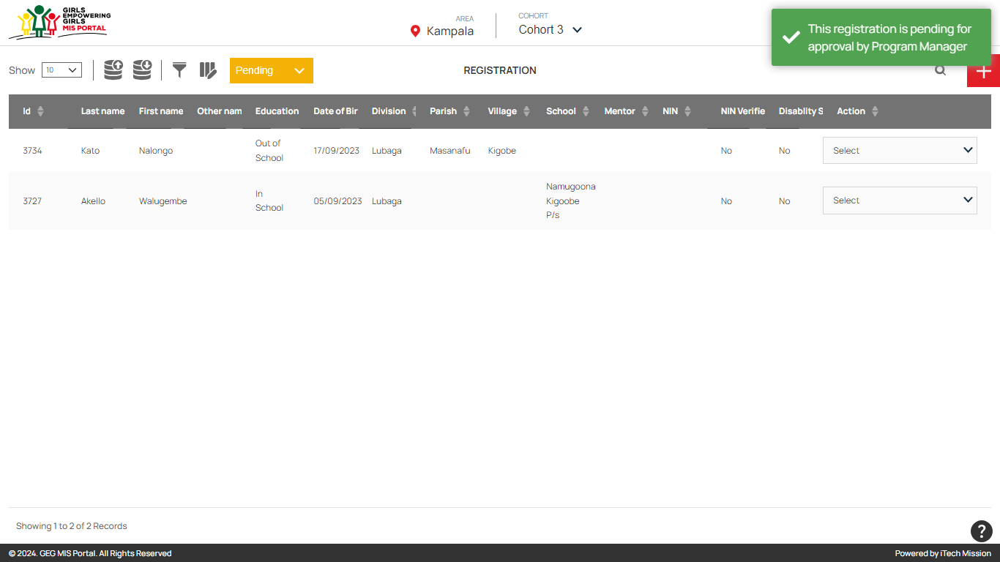 GIRLS
EMPOWERING
GIRLS
MIS PORTAL
AREA
Kampala
COHORT
Cohort 3
This registration is pending for
approval by Program Manager
Show 10
Pending
REGISTRATION
Id Last name First name Other nam Education Date of Bir Division Parish Village School Mentor NIN NIN Verifie Disablity S Action
3734 Kato Nalongo Out of School 17/09/2023 Lubaga Masanafu Kigobe No No Select
3727 Akello Walugembe In School 05/09/2023 Lubaga Namugoona Kigoobe P/s No No Select
Showing 1 to 2 of 2 Records
?
© 2024. GEG MIS Portal. All Rights Reserved
Powered by iTech Mission